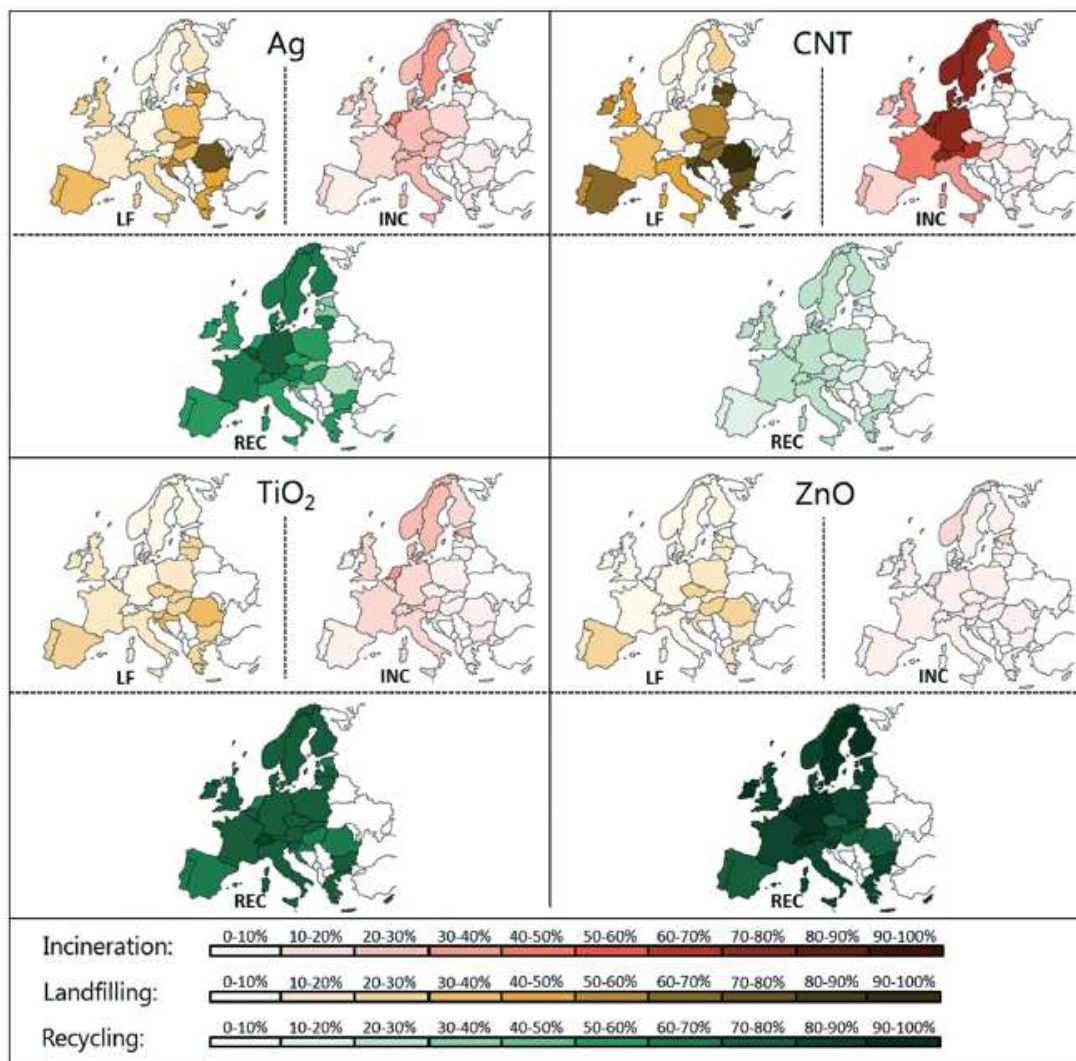 Ag
CNT
LF
INC
LF
INC
REC
REC
TiO₂
ZnO
LF
INC
LF
INC
REC
REC
Incineration: 0-10% 10-20% 20-30% 30-40% 40-50% 50-60% 60-70% 70-80% 80-90% 90-100%
Landfilling: 0-10% 10-20% 20-30% 30-40% 40-50% 50-60% 60-70% 70-80% 80-90% 90-100%
Recycling: 0-10% 10-20% 20-30% 30-40% 40-50% 50-60% 60-70% 70-80% 80-90% 90-100%